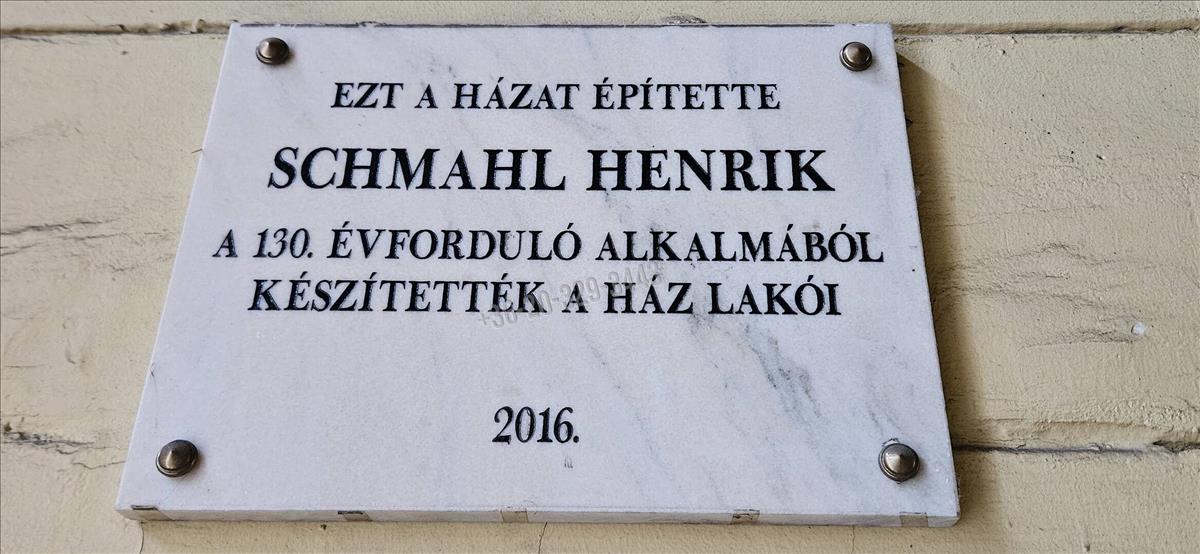 EZT A HÁZAT ÉPÍTETTE
SCHMAHL HENRIK
A 130. ÉVFORDULÓ ALKALMÁBÓL
KÉSZÍTETTÉK A HÁZ LAKÓI
2016.